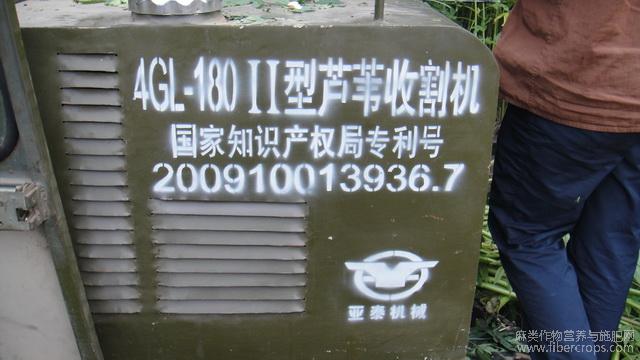 4GL-180 II型芦苇收割机
国家知识产权局专利号
200910013936.7
亚泰机械
麻类作物营养与施肥网
www.fibercrops.com